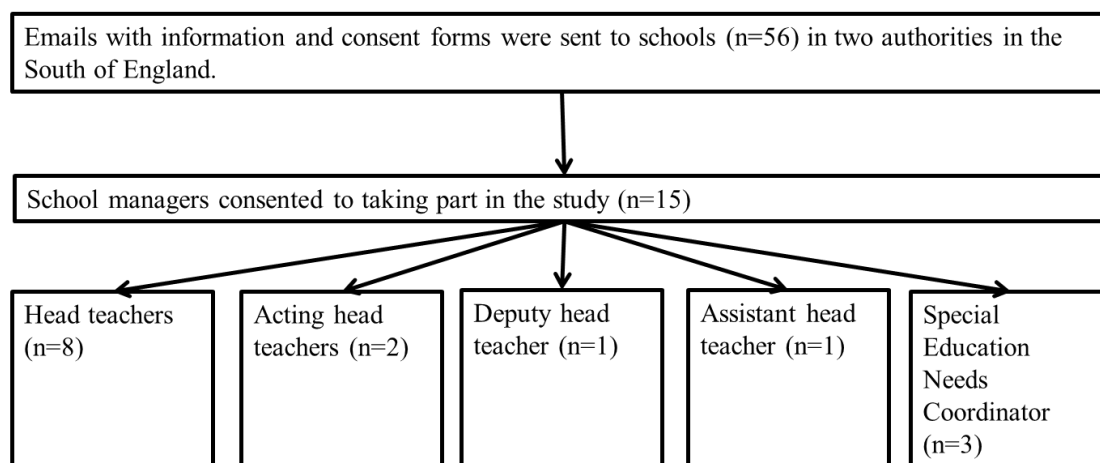 Emails with information and consent forms were sent to schools (n=56) in two authorities in the
South of England.
School managers consented to taking part in the study (n=15)
Head teachers
(n=8)
Acting head
teachers (n=2)
Deputy head
teacher (n=1)
Assistant head
teacher (n=1)
Special
Education
Needs
Coordinator
(n=3)